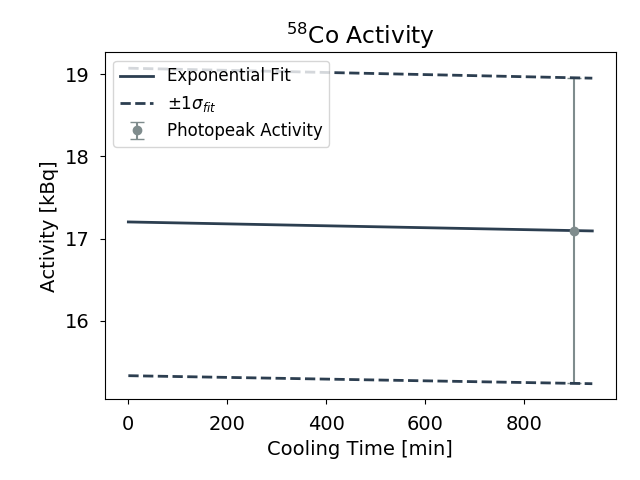 ⁵⁸Co Activity
Activity [kBq]
19
18
17
16
Exponential Fit
±1σ_fit
Photopeak Activity
0 200 400 600 800
Cooling Time [min]